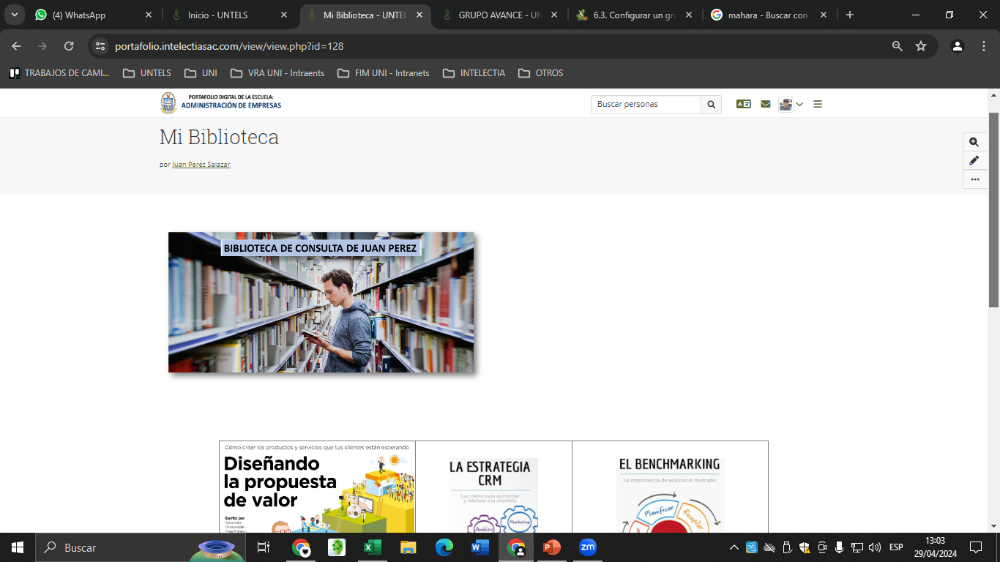 (4) WhatsApp
Inicio - UNTELS
Mi Biblioteca - UNTEL
GRUPO AVANCE - UN
6.3. Configurar un gru
mahara - Buscar con
portafolio.intelectiasac.com/view/view.php?id=128
TRABAJOS DE CAMI...
UNTELS
UNI
VRA UNI - Intraents
FIM UNI - Intranets
INTELECTIA
OTROS
PORTAFOLIO DIGITAL DE LA ESCUELA:
ADMINISTRACIÓN DE EMPRESAS
Buscar personas
Mi Biblioteca
por Juan Perez Salazar
BIBLIOTECA DE CONSULTA DE JUAN PEREZ
Cómo crear los productos y servicios que tus clientes están esperando
Diseñando
la propuesta
de valor
Escrito por
Alexander
Osterwalder,
Yves Pigneur,
LA ESTRATEGIA
CRM
Las claves para aumentar
y fidelizar a la clientela
Análisis
Marketing
EL BENCHMARKING
La importancia de analizar el mercado
Planificar
Recopilar
Buscar
ESP
13:03
29/04/2024